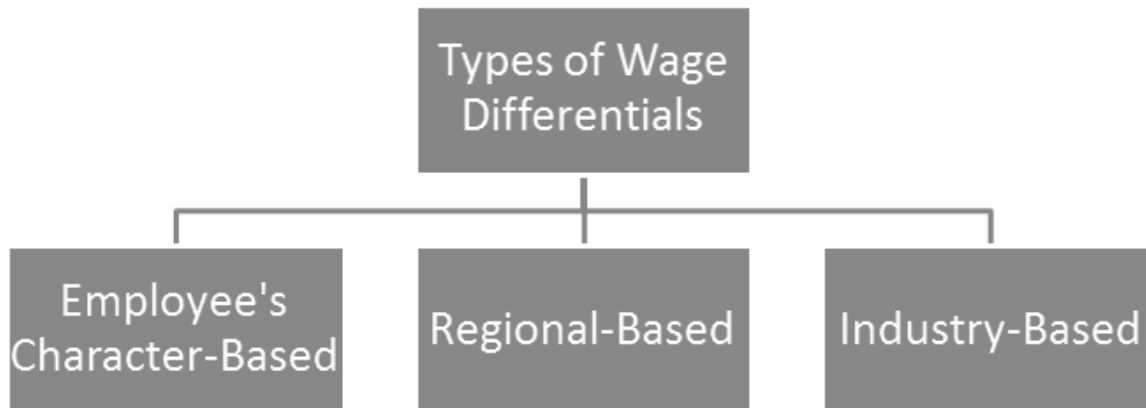 Types of Wage
Differentials
Employee's
Character-Based
Regional-Based
Industry-Based